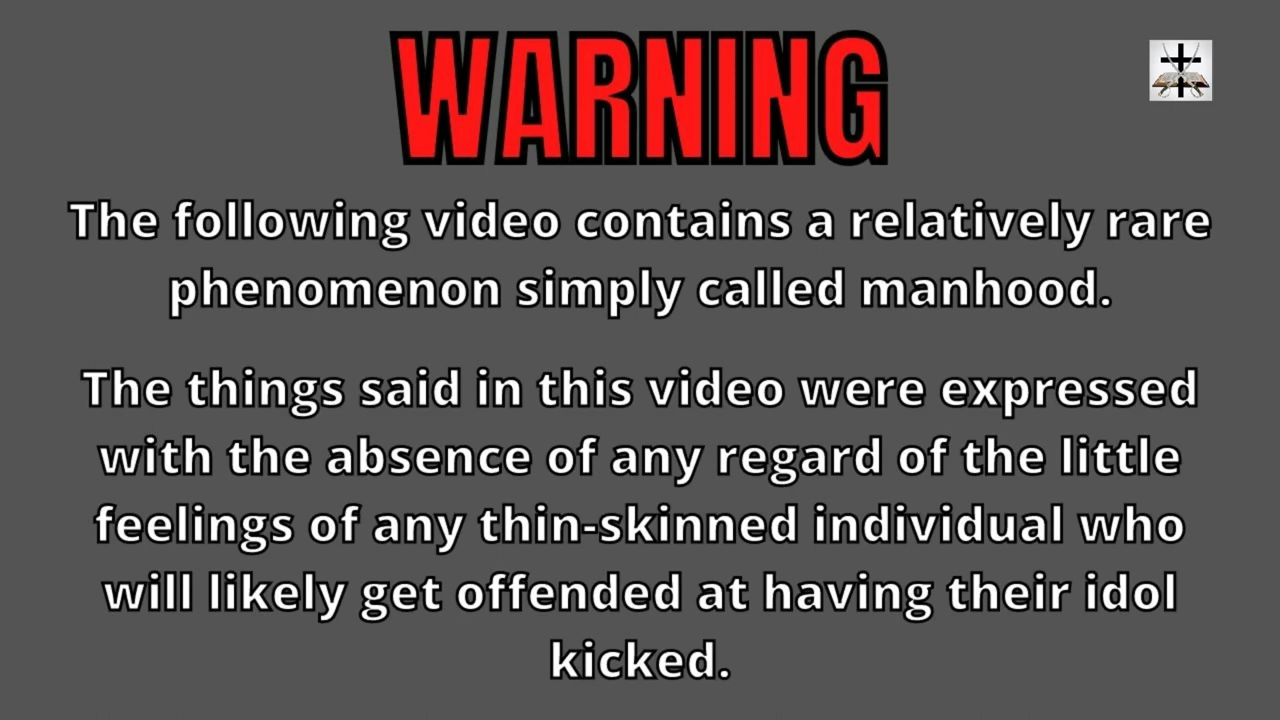 WARNING
The following video contains a relatively rare
phenomenon simply called manhood.
The things said in this video were expressed
with the absence of any regard of the little
feelings of any thin-skinned individual who
will likely get offended at having their idol
kicked.